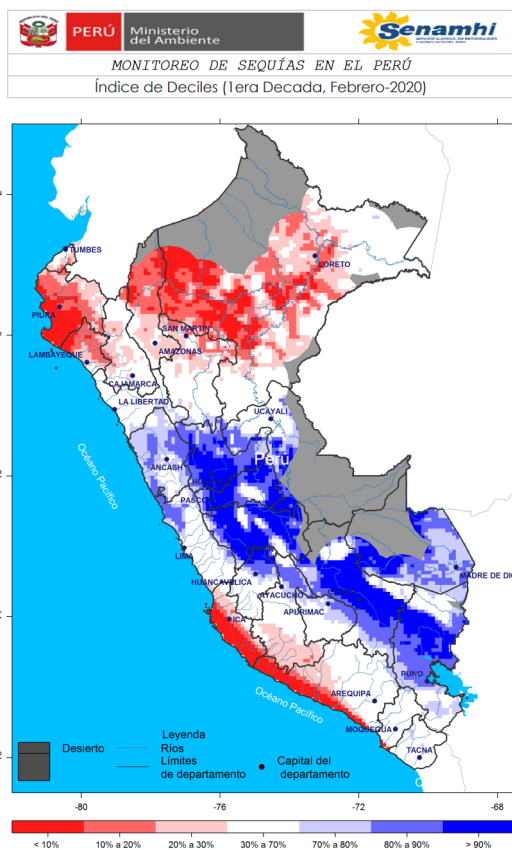 PERÚ
Ministerio
del Ambiente
Senamhi
MONITOREO DE SEQUÍAS EN EL PERÚ
Índice de Deciles (1era Decada, Febrero-2020)
TUMBES
LORETO
PIURA
SAN MARTIN
AMAZONAS
LAMBAYEQUE
CAJAMARCA
LA LIBERTAD
UCAYALI
Océano Pacífico
Perú
ANCASH
PASCO
LIMA
MADRE DE DIO
HUANCAVELICA
AYACUCHO
APURIMAC
ICA
PUNO
Océano Pacífico
AREQUIPA
MOQUEGUA
TACNA
Leyenda
Desierto
Ríos
Límites
de departamento
Capital del
departamento
-80 -76 -72 -68
< 10% 10% a 20% 20% a 30% 30% a 70% 70% a 80% 80% a 90% > 90%